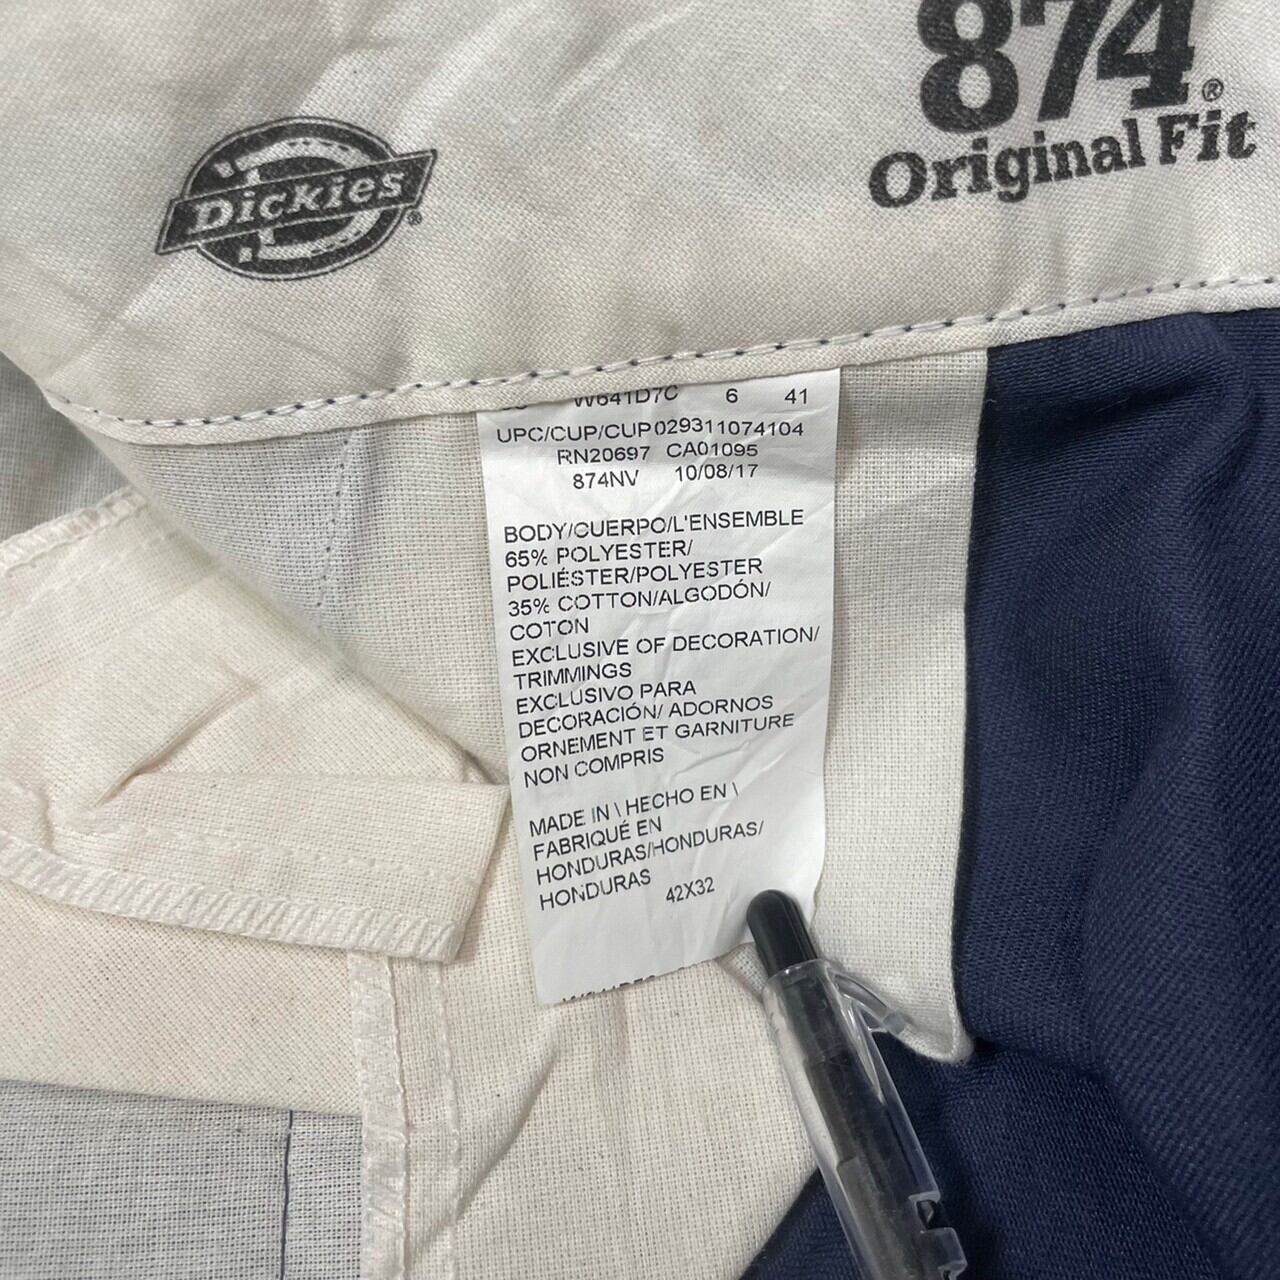 874®
Original Fit
Dickies®
W641D7C 6 41
UPC/CUP/CUP 029311074104
RN20697 CA01095
874NV 10/08/17
BODY/CUERPO/L'ENSEMBLE
65% POLYESTER/
POLIÉSTER/POLYESTER
35% COTTON/ALGODÓN/
COTON
EXCLUSIVE OF DECORATION/
TRIMMINGS
EXCLUSIVO PARA
DECORACIÓN/ ADORNOS
ORNEMENT ET GARNITURE
NON COMPRIS
MADE IN \ HECHO EN \
FABRIQUÉ EN
HONDURAS/HONDURAS/
HONDURAS 42X32